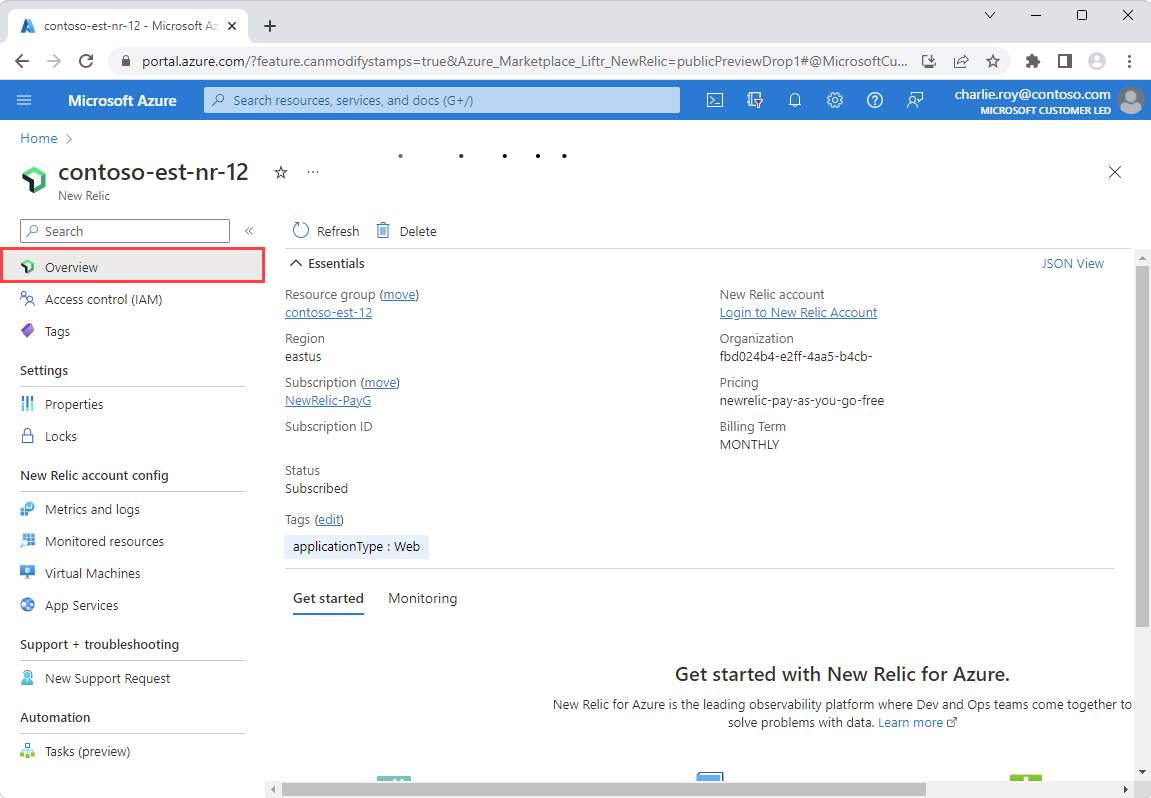 contoso-est-nr-12 - Microsoft Az
portal.azure.com/?feature.canmodifystamps=true&Azure_Marketplace_Liftr_NewRelic=publicPreviewDrop1#@MicrosoftCu...
Microsoft Azure
Search resources, services, and docs (G+/)
charlie.roy@contoso.com
MICROSOFT CUSTOMER LED
Home
contoso-est-nr-12
New Relic
Search
Refresh
Delete
Overview
Access control (IAM)
Tags
Settings
Properties
Locks
New Relic account config
Metrics and logs
Monitored resources
Virtual Machines
App Services
Support + troubleshooting
New Support Request
Automation
Tasks (preview)
Essentials
JSON View
Resource group (move)
contoso-est-12
Region
eastus
Subscription (move)
NewRelic-PayG
Subscription ID
Status
Subscribed
Tags (edit)
applicationType : Web
New Relic account
Login to New Relic Account
Organization
fbd024b4-e2ff-4aa5-b4cb-
Pricing
newrelic-pay-as-you-go-free
Billing Term
MONTHLY
Get started
Monitoring
Get started with New Relic for Azure.
New Relic for Azure is the leading observability platform where Dev and Ops teams come together to
solve problems with data. Learn more